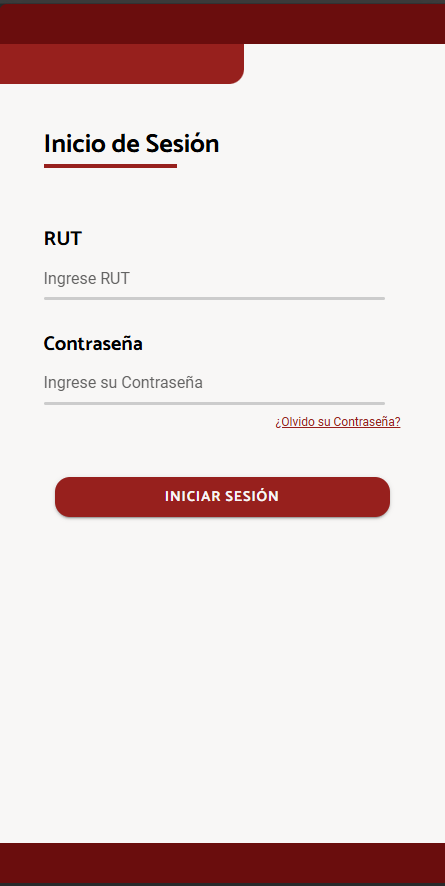 Inicio de Sesión
RUT
Ingrese RUT
Contraseña
Ingrese su Contraseña
¿Olvido su Contraseña?
INICIAR SESIÓN